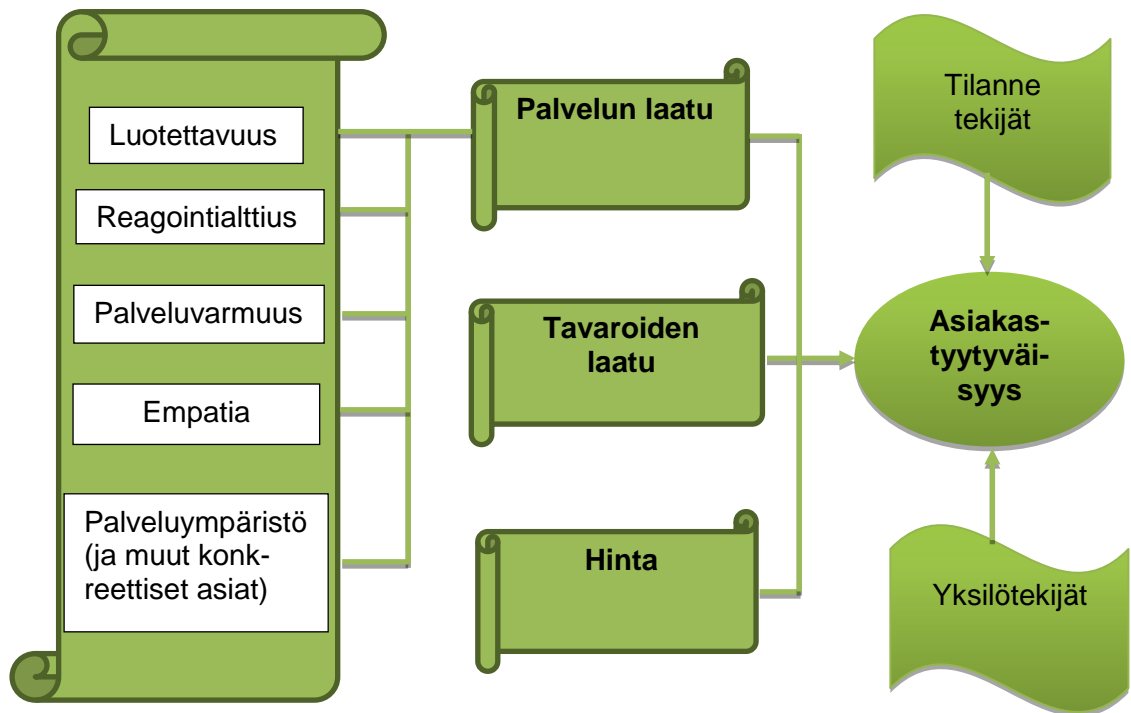 Luotettavuus
Reagointialttius
Palveluvarmuus
Empatia
Palveluympäristö
(ja muut konk-
reettiset asiat)
Palvelun laatu
Tavaroiden
laatu
Hinta
Tilanne
tekijät
Asiakas-
tyytyväi-
syys
Yksilötekijät